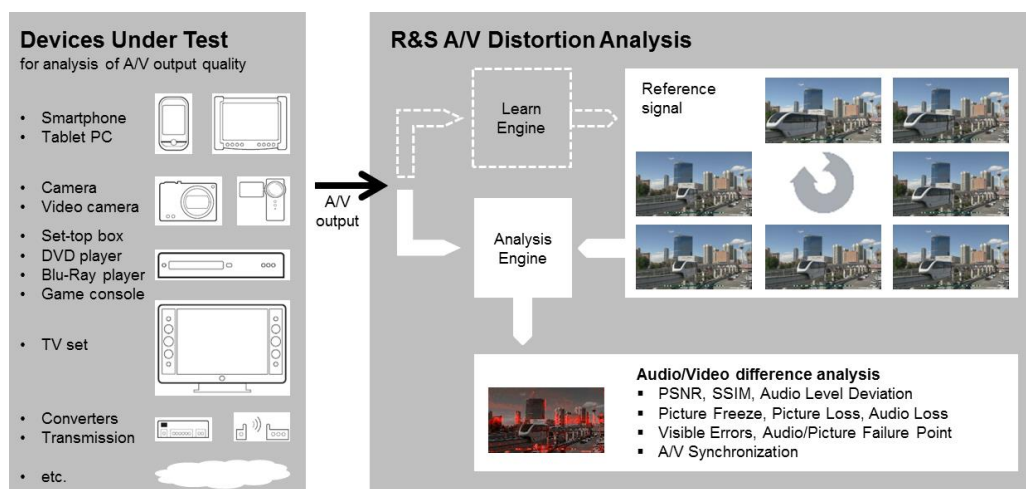 Devices Under Test
for analysis of A/V output quality
• Smartphone
• Tablet PC
• Camera
• Video camera
• Set-top box
• DVD player
• Blu-Ray player
• Game console
• TV set
• Converters
• Transmission
• etc.
A/V
output
R&S A/V Distortion Analysis
Learn
Engine
Reference
signal
Analysis
Engine
Audio/Video difference analysis
▪ PSNR, SSIM, Audio Level Deviation
▪ Picture Freeze, Picture Loss, Audio Loss
▪ Visible Errors, Audio/Picture Failure Point
▪ A/V Synchronization